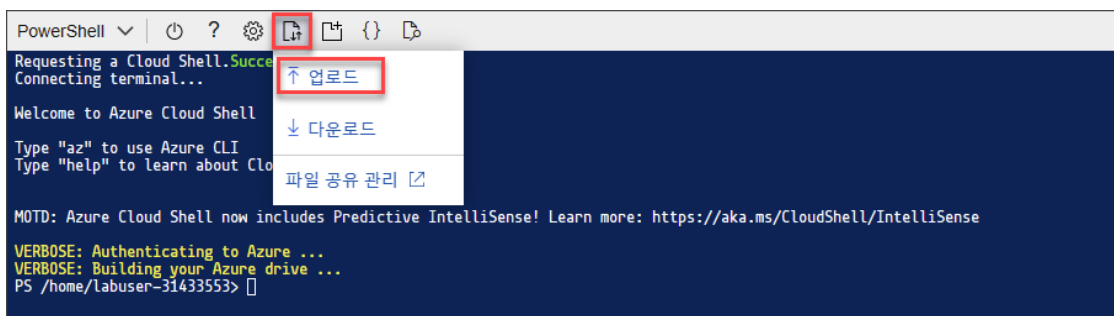 PowerShell
?
{}
Requesting a Cloud Shell.Succe
업로드
Connecting terminal...
Welcome to Azure Cloud Shell
다운로드
Type "az" to use Azure CLI
Type "help" to learn about Clo
파일 공유 관리
MOTD: Azure Cloud Shell now includes Predictive IntelliSense! Learn more: https://aka.ms/CloudShell/IntelliSense
VERBOSE: Authenticating to Azure ...
VERBOSE: Building your Azure drive ...
PS /home/labuser-31433553>